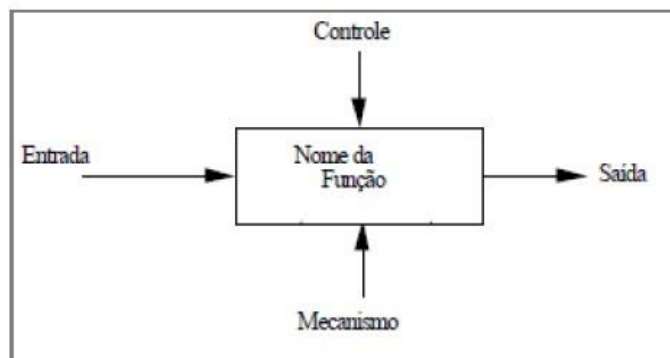 Controle
Entrada
Nome da
Função
Saída
Mecanismo